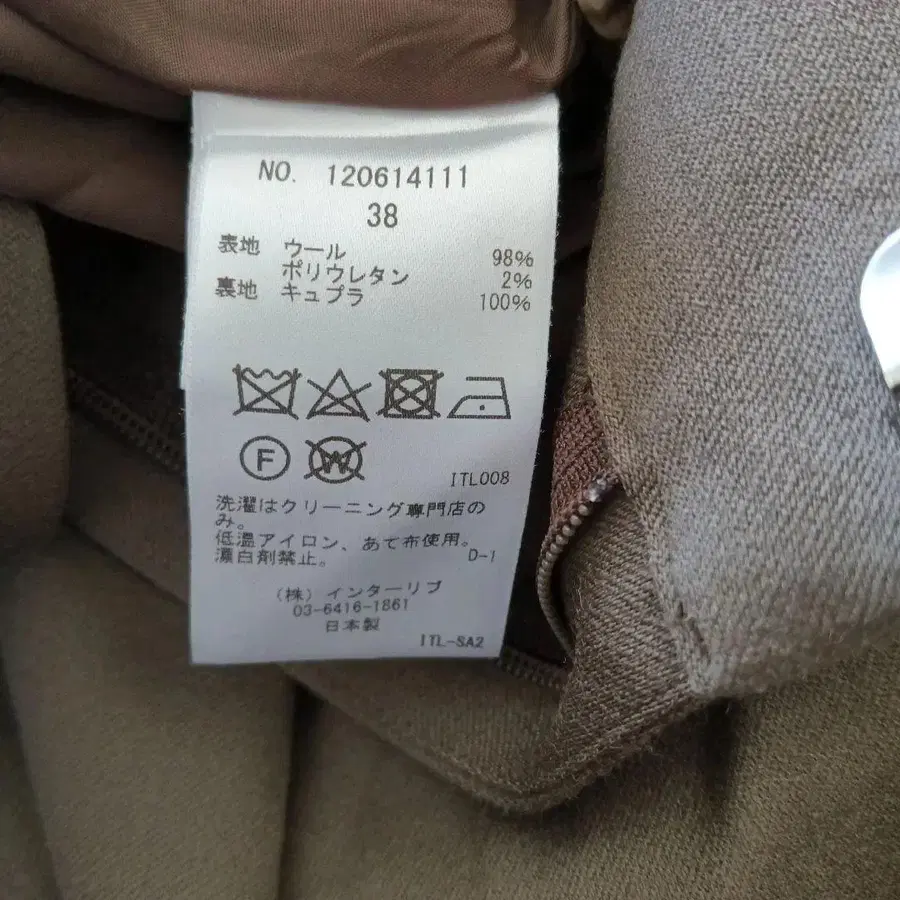 NO. 120614111
38
表地 ウール 98%
ポリウレタン 2%
裏地 キュプラ 100%
F W
ITL008
洗濯はクリーニング専門店の
み。
低温アイロン、あて布使用。
漂白剤禁止。 D-1
(株)インターリブ
03-6416-1861
日本製
ITL-SA2